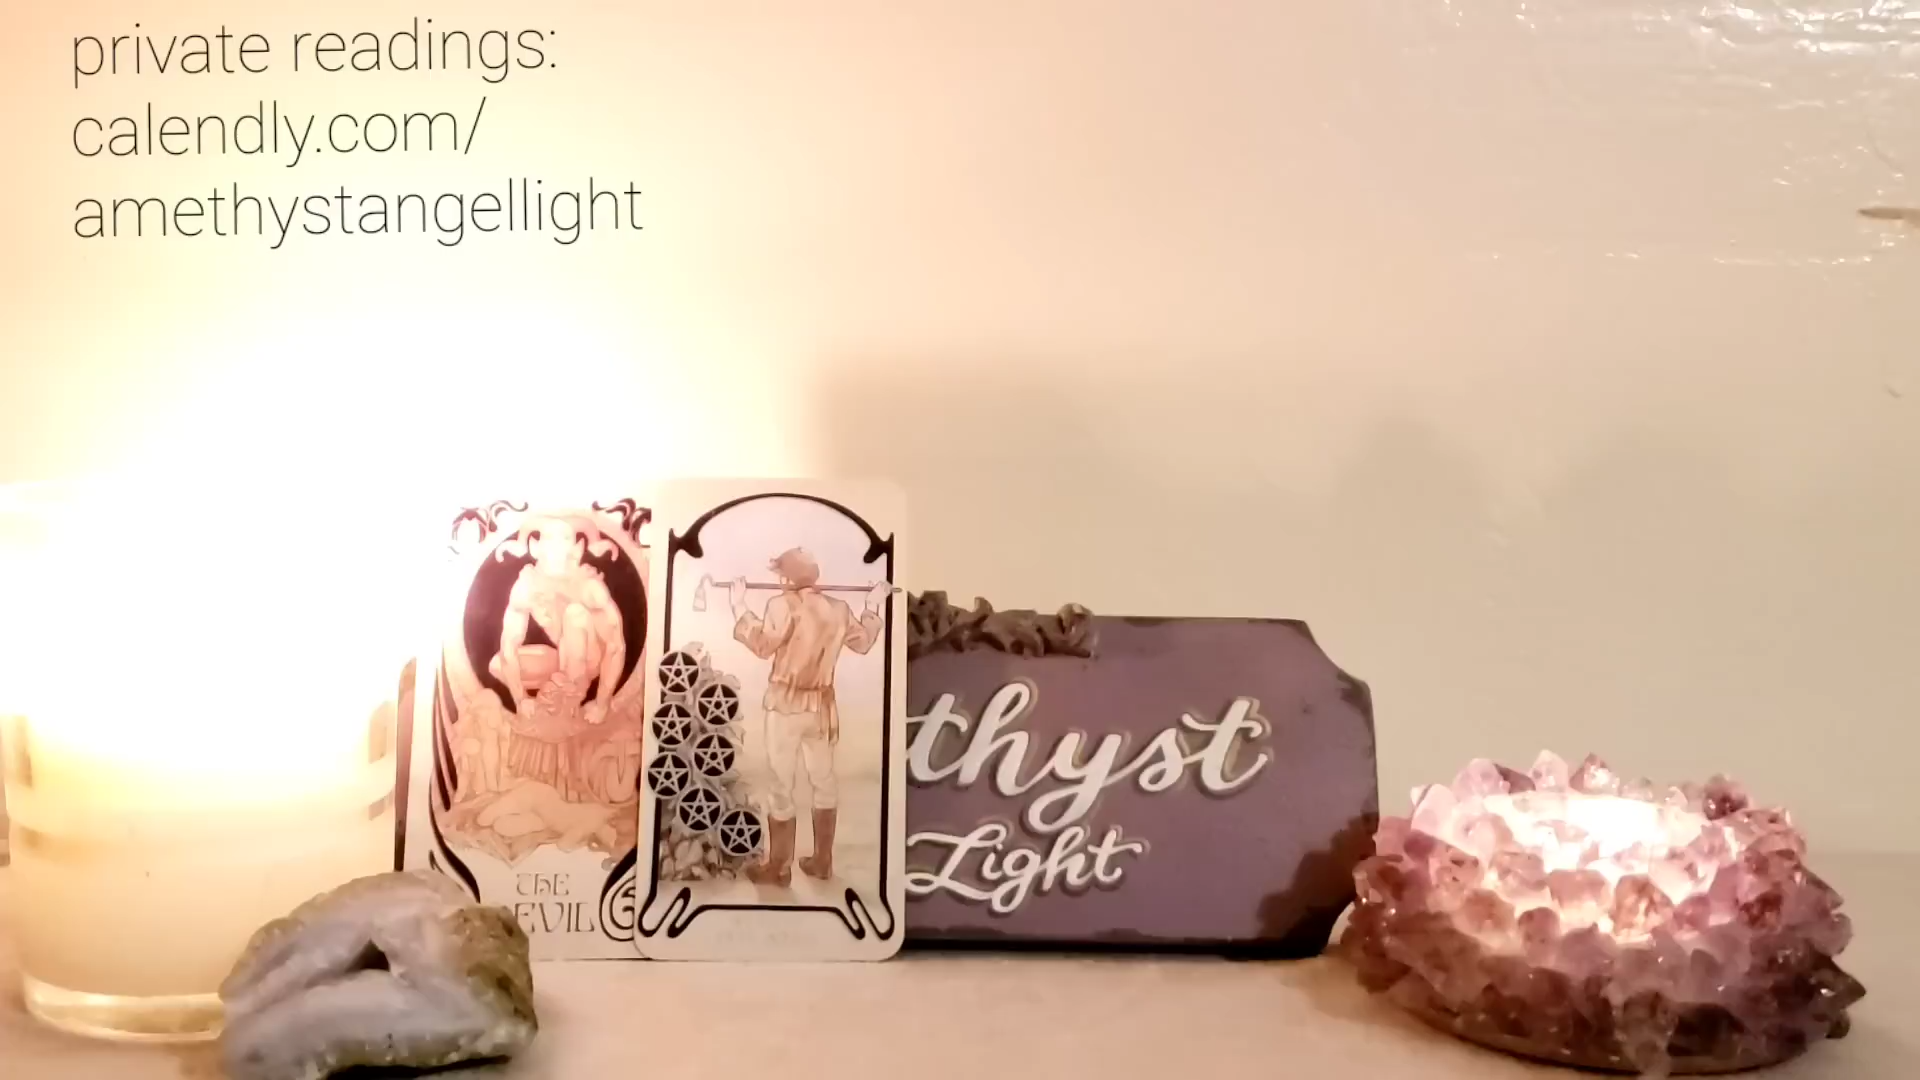 private readings:
calendly.com/
amethystangellight
THE
EVIL
thyst
Light